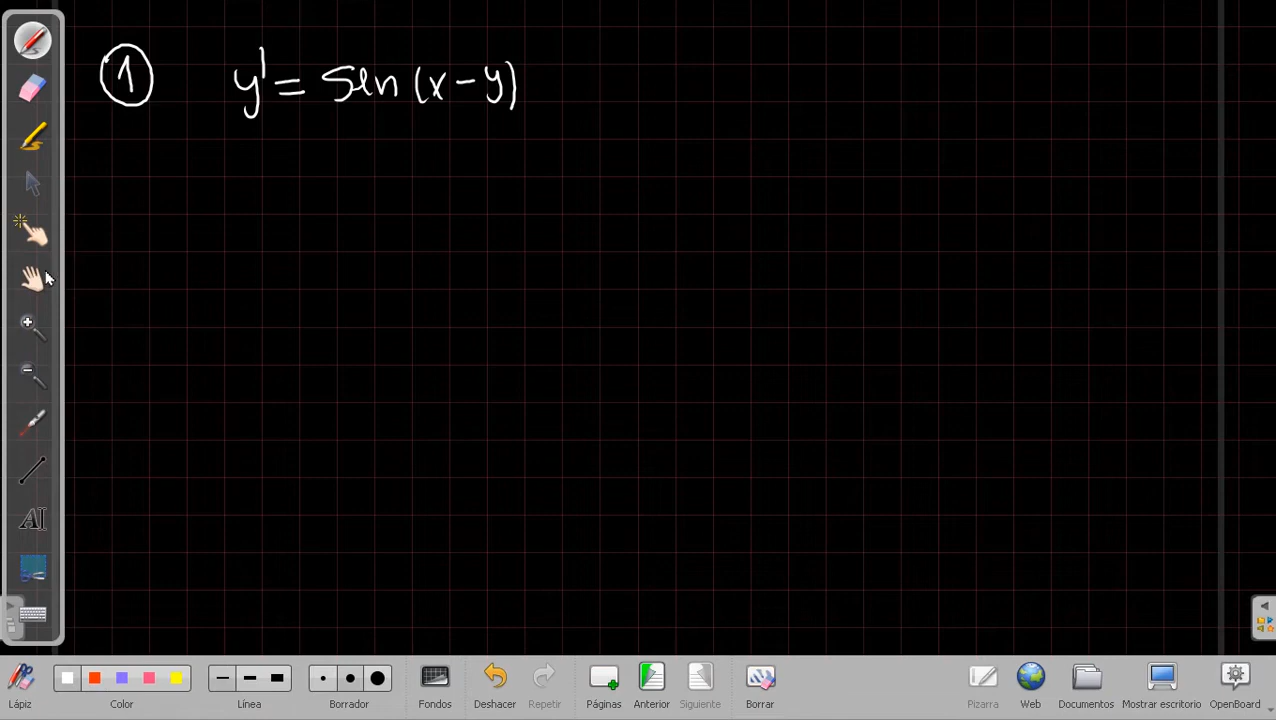 ① y' = sen (x - y)
AI
Lápiz
Color
Línea
Borrador
Fondos
Deshacer
Repetir
Páginas
Anterior
Siguiente
Borrar
Pizarra
Web
Documentos
Mostrar escritorio
OpenBoard